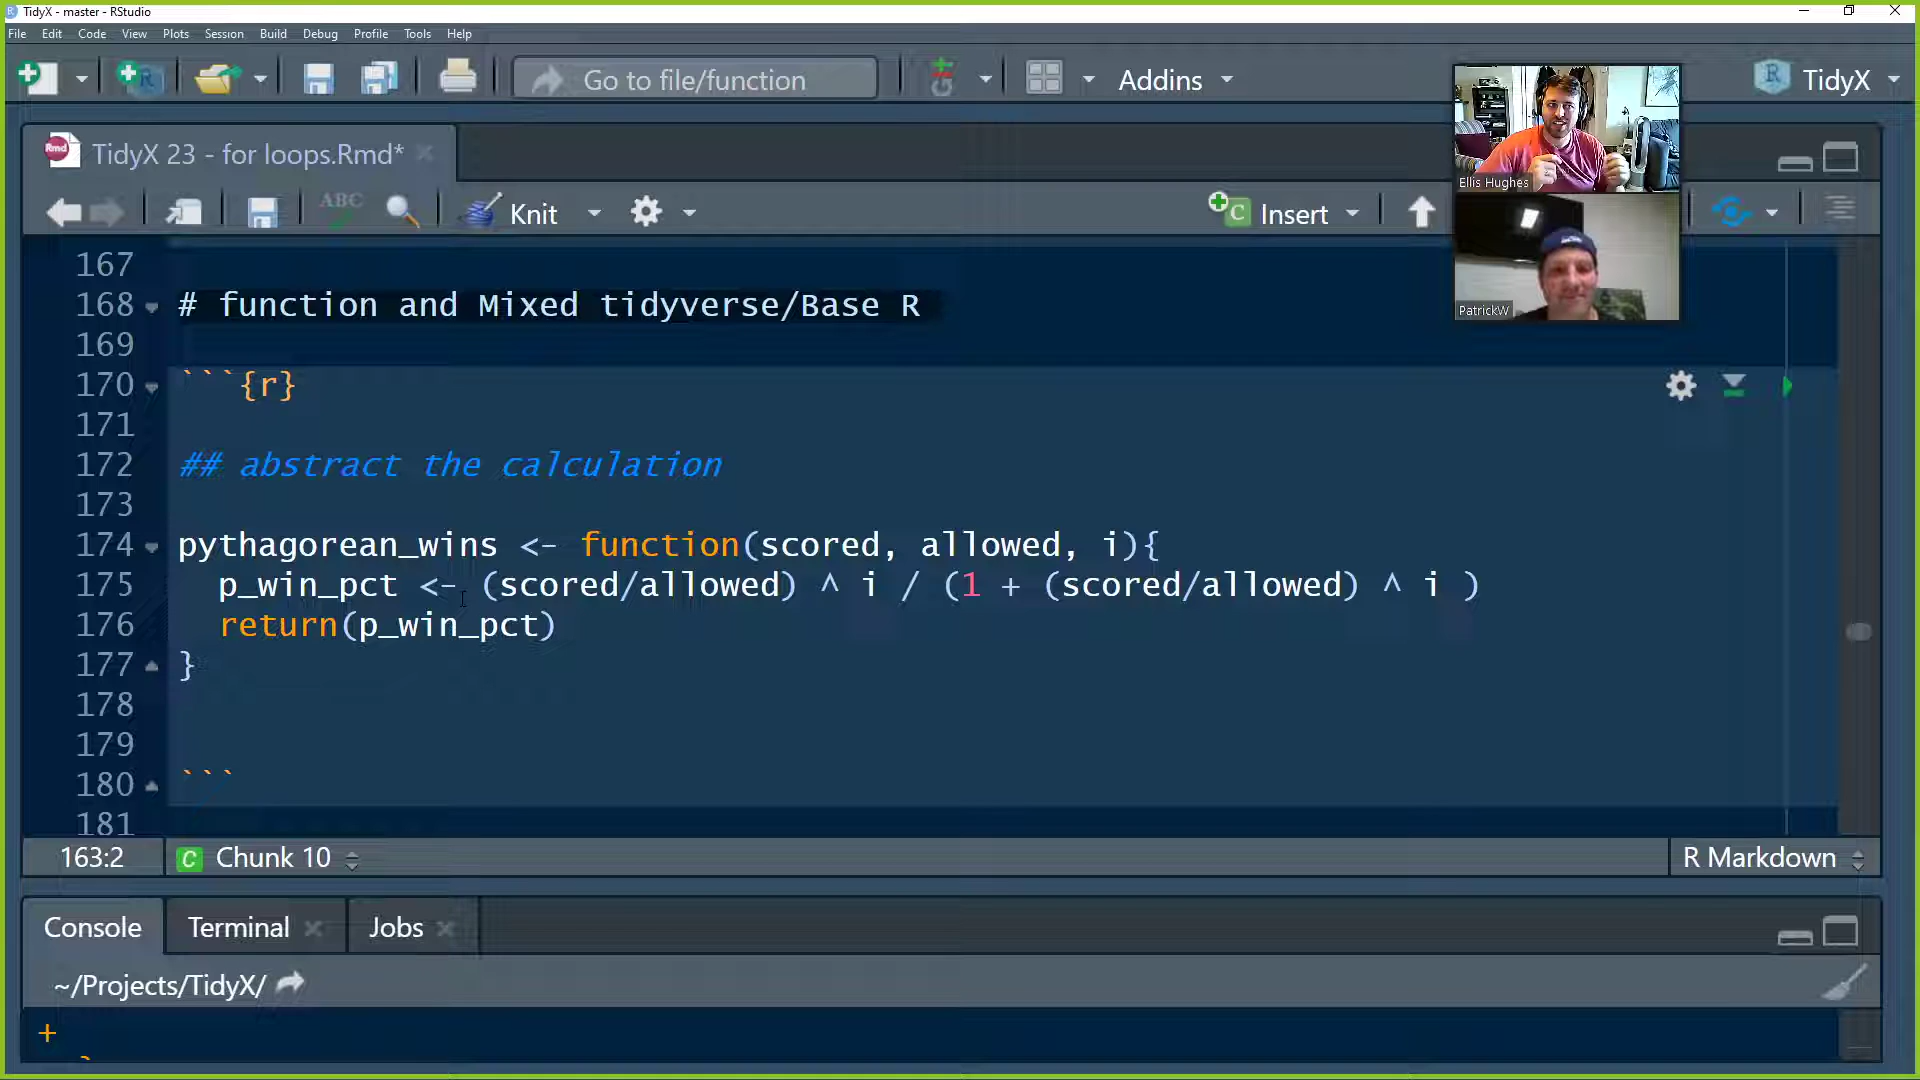 TidyX - master - RStudio
File Edit Code View Plots Session Build Debug Profile Tools Help
Go to file/function
Addins
TidyX
Ellis Hughes
PatrickW
TidyX 23 - for loops.Rmd*
ABC
Knit
Insert
167
168 # function and Mixed tidyverse/Base R
169
170 ```{r}
171
172 ## abstract the calculation
173
174 pythagorean_wins <- function(scored, allowed, i){
175 p_win_pct <- (scored/allowed) ^ i / (1 + (scored/allowed) ^ i )
176 return(p_win_pct)
177 }
178
179
180 ```
181
163:2 C Chunk 10 R Markdown
Console Terminal Jobs
~/Projects/TidyX/
+